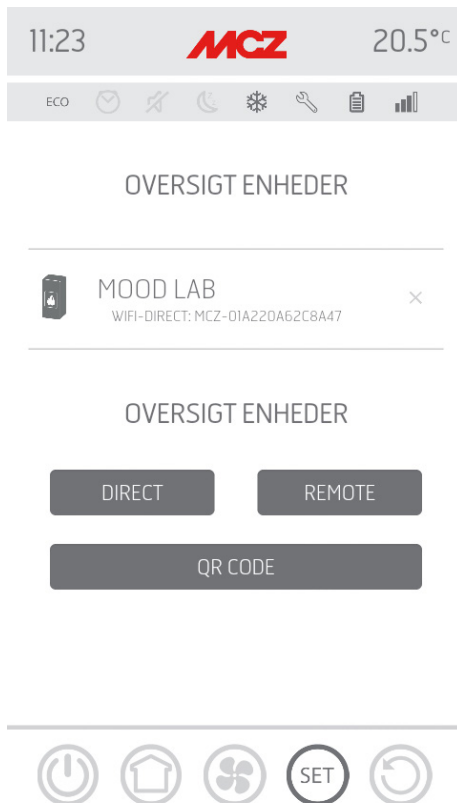 11:23 MCZ 20.5°C
ECO
OVERSIGT ENHEDER
MOOD LAB
WIFI-DIRECT: MCZ-01A220A62C8A47
OVERSIGT ENHEDER
DIRECT REMOTE
QR CODE
SET